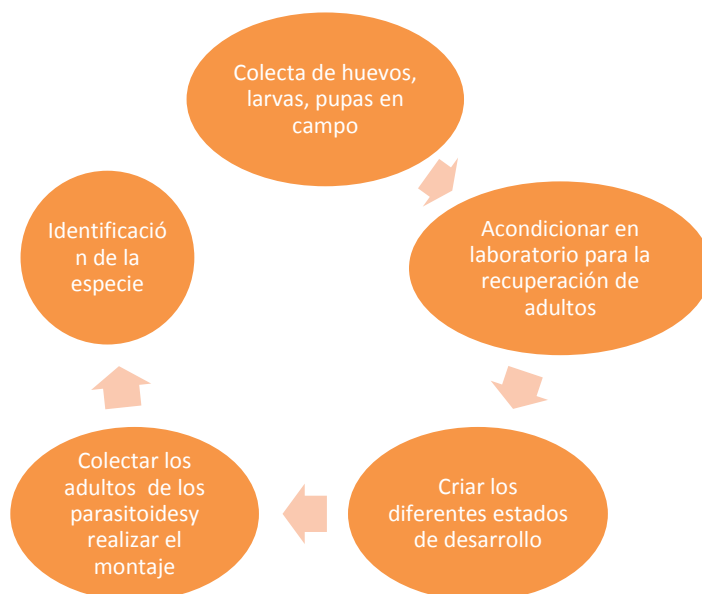 Colecta de huevos,
larvas, pupas en
campo
Acondicionar en
laboratorio para la
recuperación de
adultos
Criar los
diferentes estados
de desarrollo
Colectar los
adultos de los
parasitoidesy
realizar el
montaje
Identificació
n de la
especie